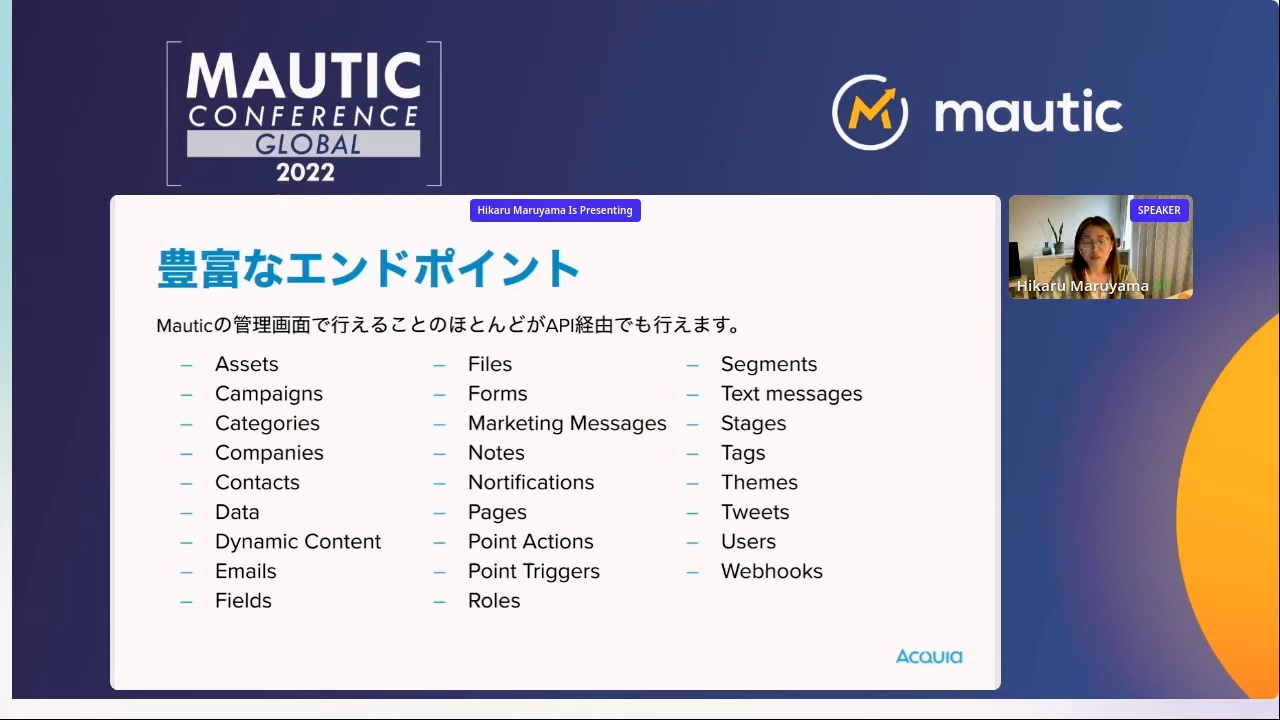 MAUTIC
CONFERENCE
GLOBAL
2022
mautic
Hikaru Maruyama Is Presenting
SPEAKER
Hikaru Maruyama
豊富なエンドポイント
Mauticの管理画面で行えることのほとんどがAPI経由でも行えます。
– Assets
– Campaigns
– Categories
– Companies
– Contacts
– Data
– Dynamic Content
– Emails
– Fields
– Files
– Forms
– Marketing Messages
– Notes
– Nortifications
– Pages
– Point Actions
– Point Triggers
– Roles
– Segments
– Text messages
– Stages
– Tags
– Themes
– Tweets
– Users
– Webhooks
Acquia